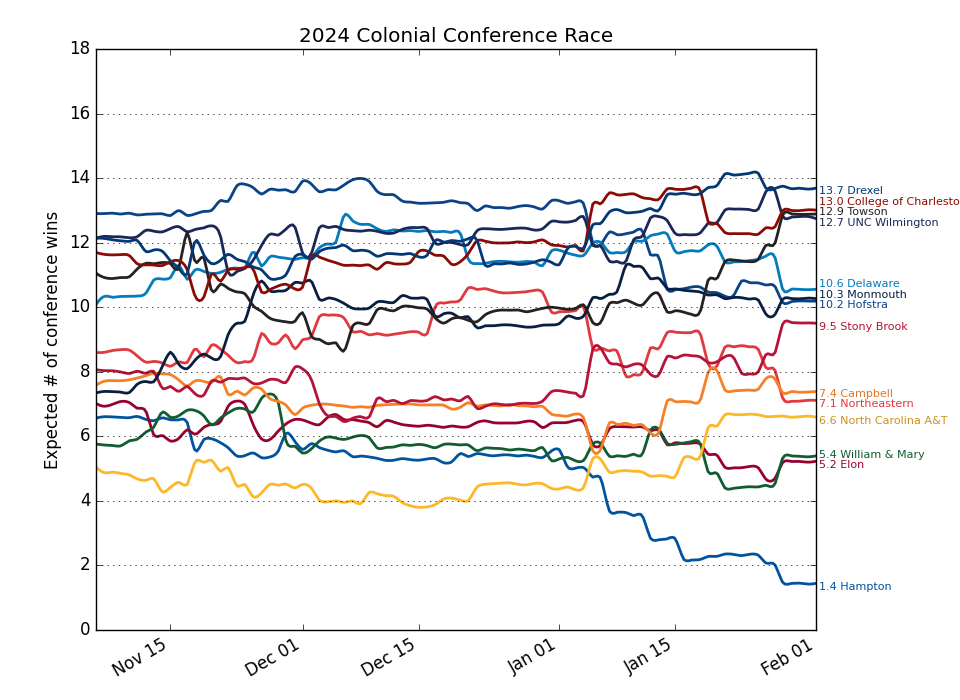 2024 Colonial Conference Race
Expected # of conference wins
18
16
14
12
10
8
6
4
2
0
Nov 15
Dec 01
Dec 15
Jan 01
Jan 15
Feb 01
13.7 Drexel
13.0 College of Charlesto
12.9 Towson
12.7 UNC Wilmington
10.6 Delaware
10.3 Monmouth
10.2 Hofstra
9.5 Stony Brook
7.4 Campbell
7.1 Northeastern
6.6 North Carolina A&T
5.4 William & Mary
5.2 Elon
1.4 Hampton